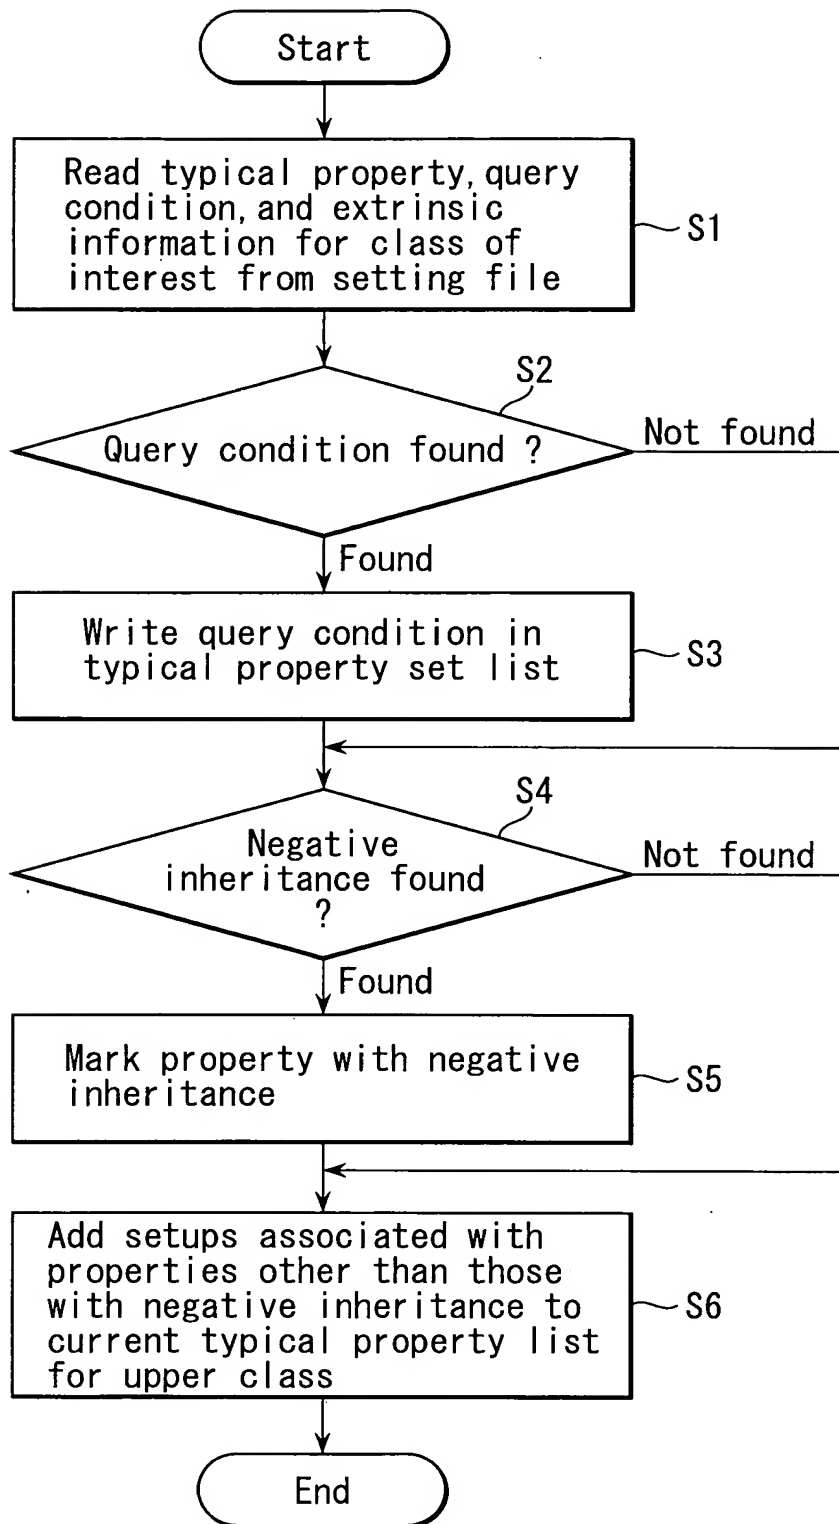 Start
Read typical property, query
condition, and extrinsic
information for class of
interest from setting file
S1
S2
Query condition found ?
Not found
Found
Write query condition in
typical property set list
S3
S4
Negative
inheritance found
?
Not found
Found
Mark property with negative
inheritance
S5
Add setups associated with
properties other than those
with negative inheritance to
current typical property list
for upper class
S6
End